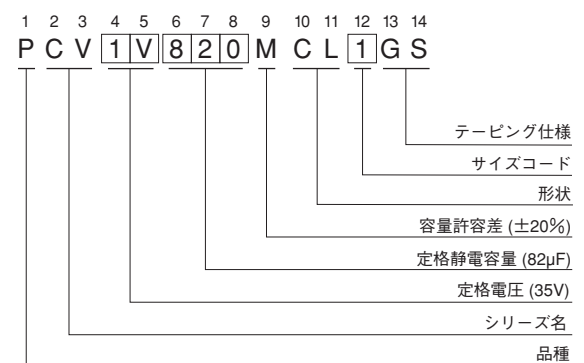 1 2 3 4 5 6 7 8 9 10 11 12 13 14
P C V 1 V 8 2 0 M C L 1 G S
テーピング仕様
サイズコード
形状
容量許容差 (±20%)
定格静電容量 (82µF)
定格電圧 (35V)
シリーズ名
品種